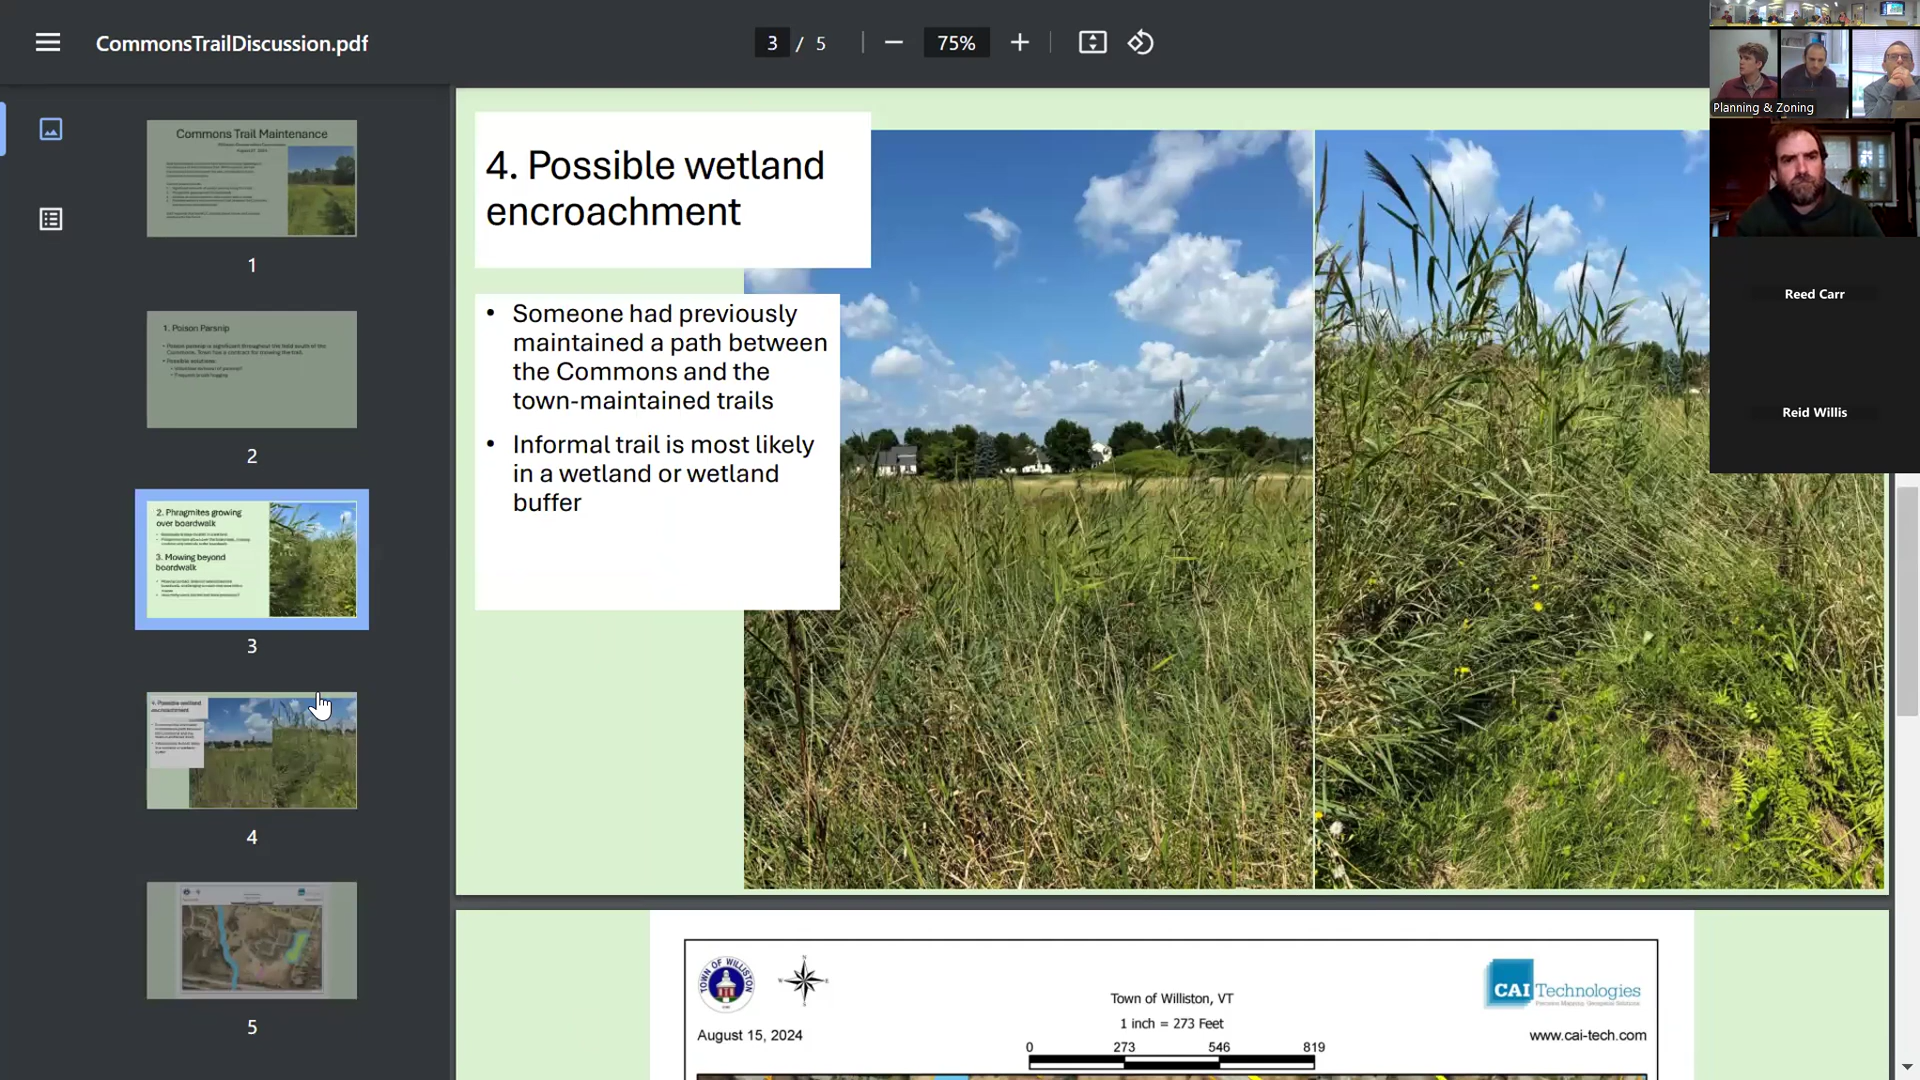 CommonsTrailDiscussion.pdf
3 / 5
75%
Planning & Zoning
Reed Carr
Reid Willis
Commons Trail Maintenance
1
1. Poison Parsnip
2
2. Phragmites growing
over boardwalk
3. Mowing beyond
boardwalk
3
4. Possible wetland
encroachment
4
5
4. Possible wetland
encroachment
• Someone had previously
maintained a path between
the Commons and the
town-maintained trails
• Informal trail is most likely
in a wetland or wetland
buffer
TOWN OF WILLISTON
N
W
E
S
CAI Technologies
Town of Williston, VT
1 inch = 273 Feet
August 15, 2024
www.cai-tech.com
0 273 546 819